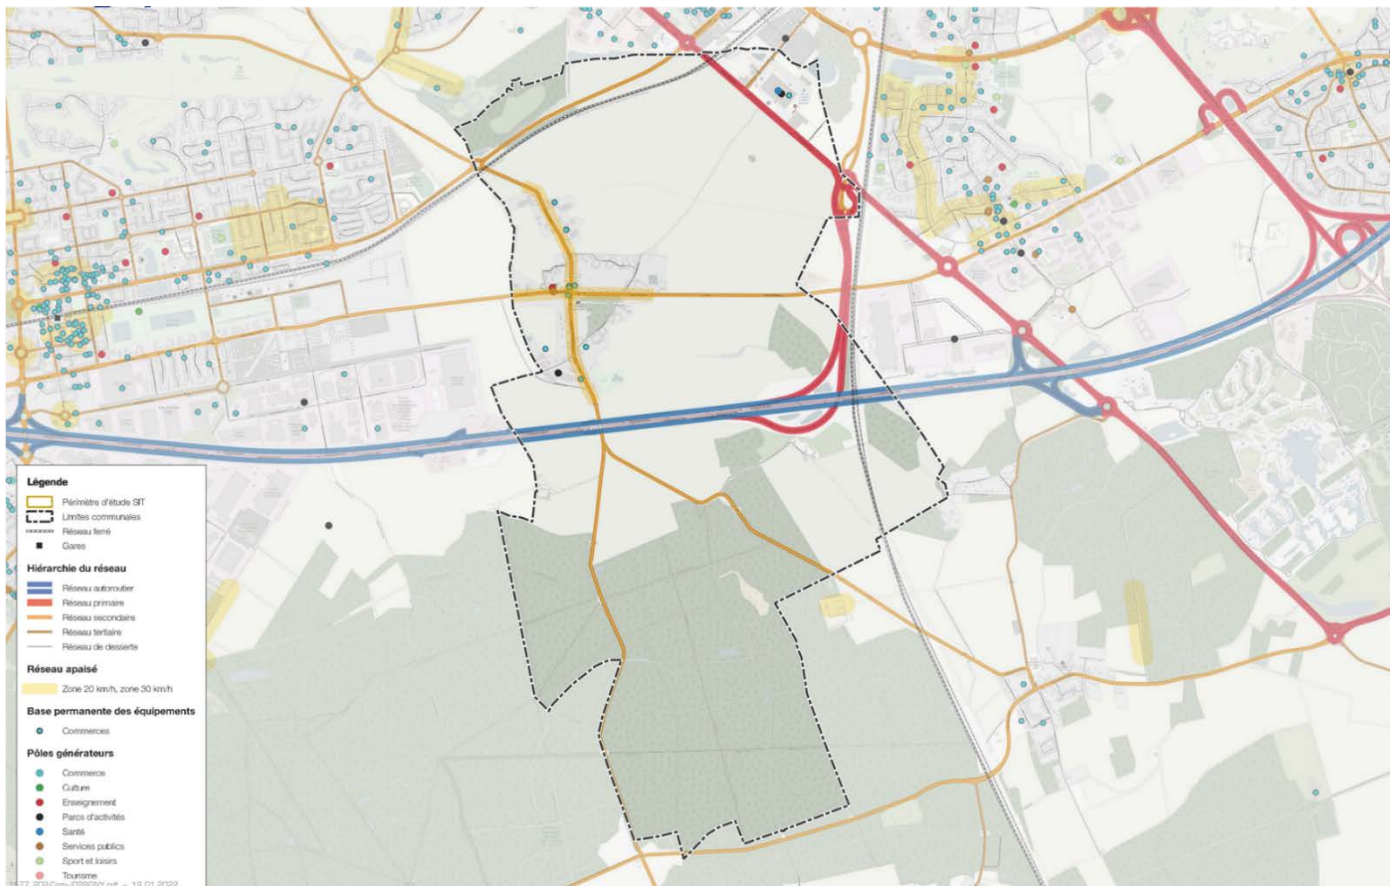 Légende
Périmètre d'étude SIT
Limites communales
Réseau ferré
Gares
Hiérarchie du réseau
Réseau autoroutier
Réseau primaire
Réseau secondaire
Réseau tertiaire
Réseau de desserte
Réseau apaisé
Zone 20 km/h, zone 30 km/h
Base permanente des équipements
Commerces
Pôles générateurs
Commerce
Culture
Enseignement
Parcs d'activités
Santé
Services publics
Sport et loisirs
Tourisme